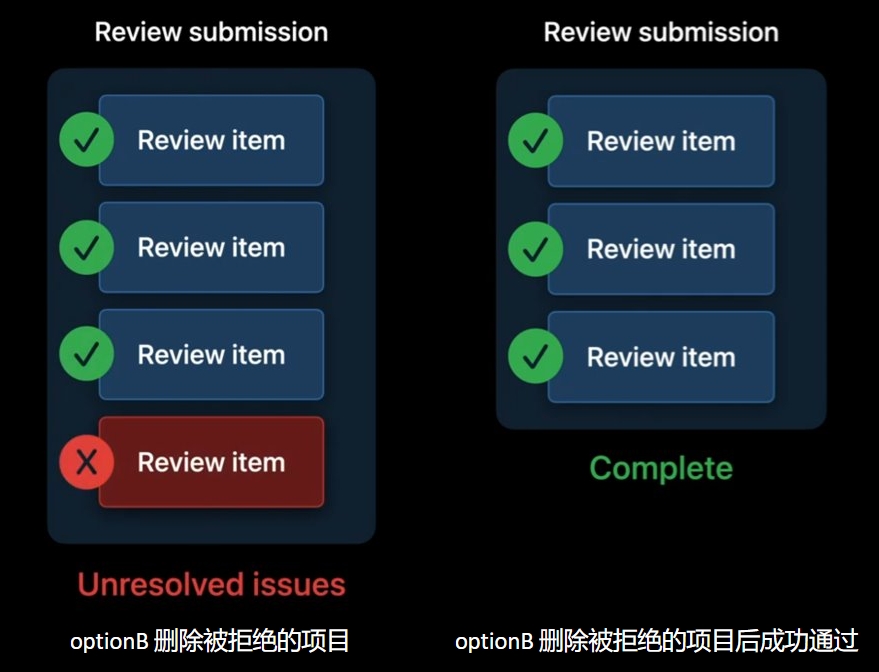 Review submission
Review item
Review item
Review item
Review item
Unresolved issues
optionB 删除被拒绝的项目
Review submission
Review item
Review item
Review item
Complete
optionB 删除被拒绝的项目后成功通过